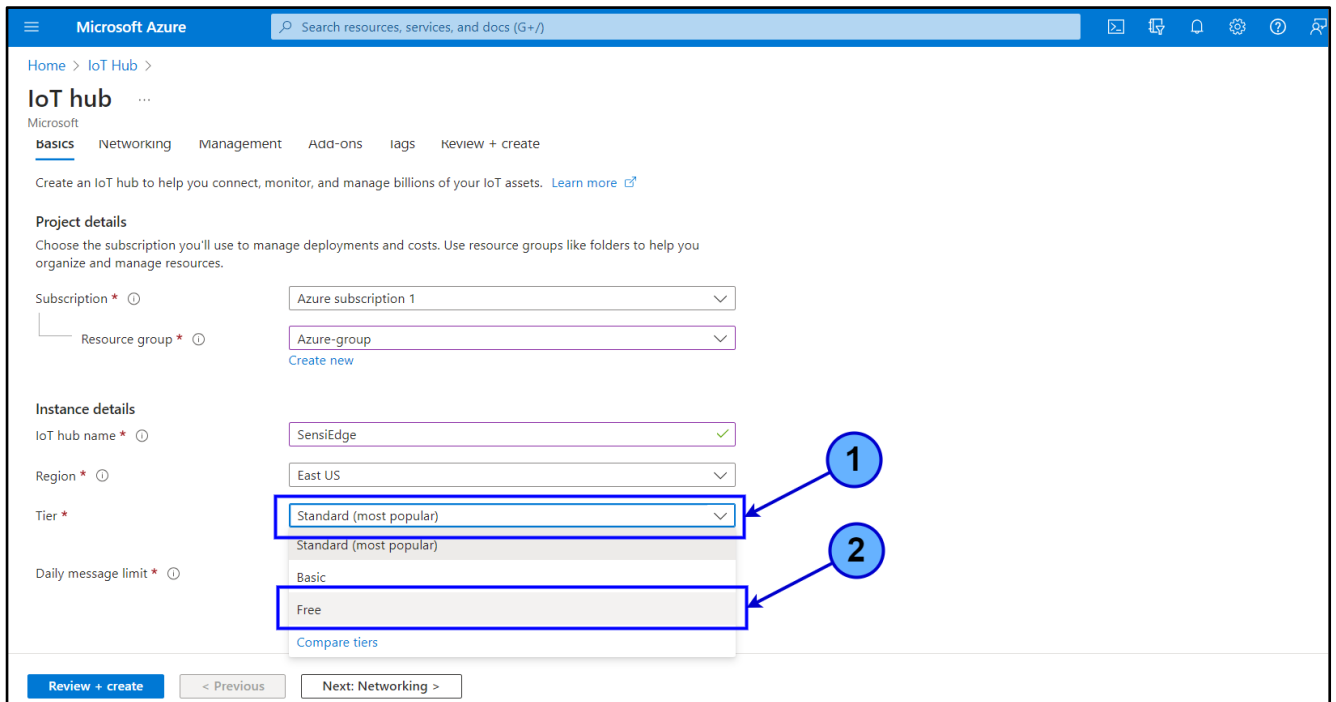 Microsoft Azure
Search resources, services, and docs (G+/)
Home > IoT Hub >
IoT hub ...
Microsoft
Basics Networking Management Add-ons Tags Review + create
Create an IoT hub to help you connect, monitor, and manage billions of your IoT assets. Learn more
Project details
Choose the subscription you'll use to manage deployments and costs. Use resource groups like folders to help you
organize and manage resources.
Subscription * Azure subscription 1
Resource group * Azure-group
Create new
Instance details
IoT hub name * SensiEdge
1
Region * East US
Tier * Standard (most popular)
Standard (most popular)
2
Daily message limit *
Basic
Free
Compare tiers
Review + create < Previous Next: Networking >